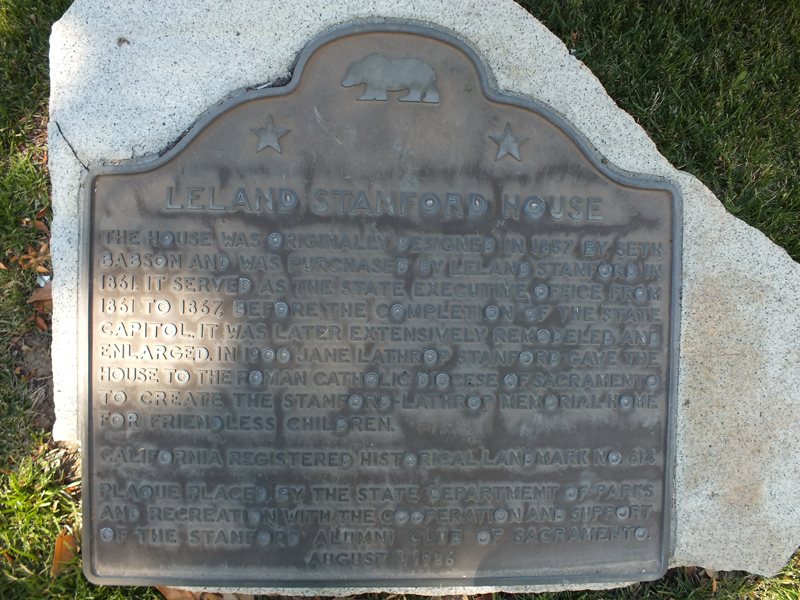 LELAND STANFORD HOUSE
THE HOUSE WAS ORIGINALLY DESIGNED IN 1857 BY SETH
BABSON AND WAS PURCHASED BY LELAND STANFORD IN
1861. IT SERVED AS THE STATE EXECUTIVE OFFICE FROM
1861 TO 1867, BEFORE THE COMPLETION OF THE STATE
CAPITOL. IT WAS LATER EXTENSIVELY REMODELED AND
ENLARGED. IN 1900 JANE LATHROP STANFORD GAVE THE
HOUSE TO THE ROMAN CATHOLIC DIOCESE OF SACRAMENTO
TO CREATE THE STANFORD-LATHROP MEMORIAL HOME
FOR FRIENDLESS CHILDREN.
CALIFORNIA REGISTERED HISTORICAL LANDMARK NO. 614
PLAQUE PLACED BY THE STATE DEPARTMENT OF PARKS
AND RECREATION WITH THE COOPERATION AND SUPPORT
OF THE STANFORD ALUMNI CLUB OF SACRAMENTO.
AUGUST 1, 1986